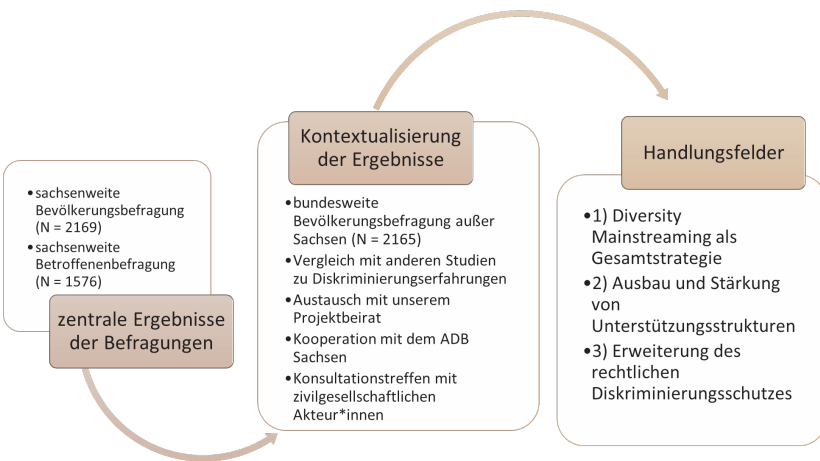 •sachsenweite
Bevölkerungsbefragung
(N = 2169)
•sachsenweite
Betroffenenbefragung
(N = 1576)
zentrale Ergebnisse
der Befragungen
Kontextualisierung
der Ergebnisse
•bundesweite
Bevölkerungsbefragung außer
Sachsen (N = 2165)
•Vergleich mit anderen Studien
zu Diskriminierungserfahrungen
•Austausch mit unserem
Projektbeirat
•Kooperation mit dem ADB
Sachsen
•Konsultationstreffen mit
zivilgesellschaftlichen
Akteur*innen
Handlungsfelder
•1) Diversity
Mainstreaming als
Gesamtstrategie
•2) Ausbau und Stärkung
von
Unterstützungsstrukturen
•3) Erweiterung des
rechtlichen
Diskriminierungsschutzes